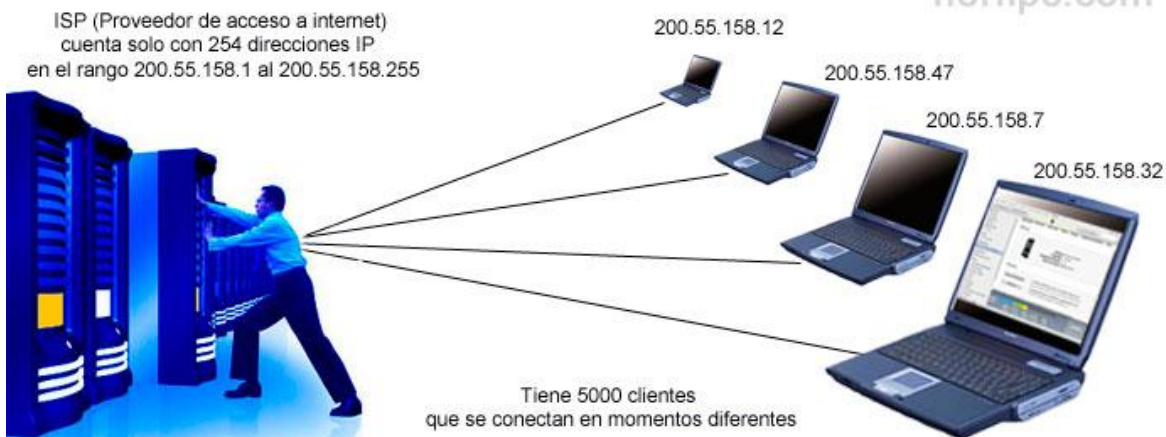 ISP (Proveedor de acceso a internet)
cuenta solo con 254 direcciones IP
en el rango 200.55.158.1 al 200.55.158.255
200.55.158.12
200.55.158.47
200.55.158.7
200.55.158.32
Tiene 5000 clientes
que se conectan en momentos diferentes